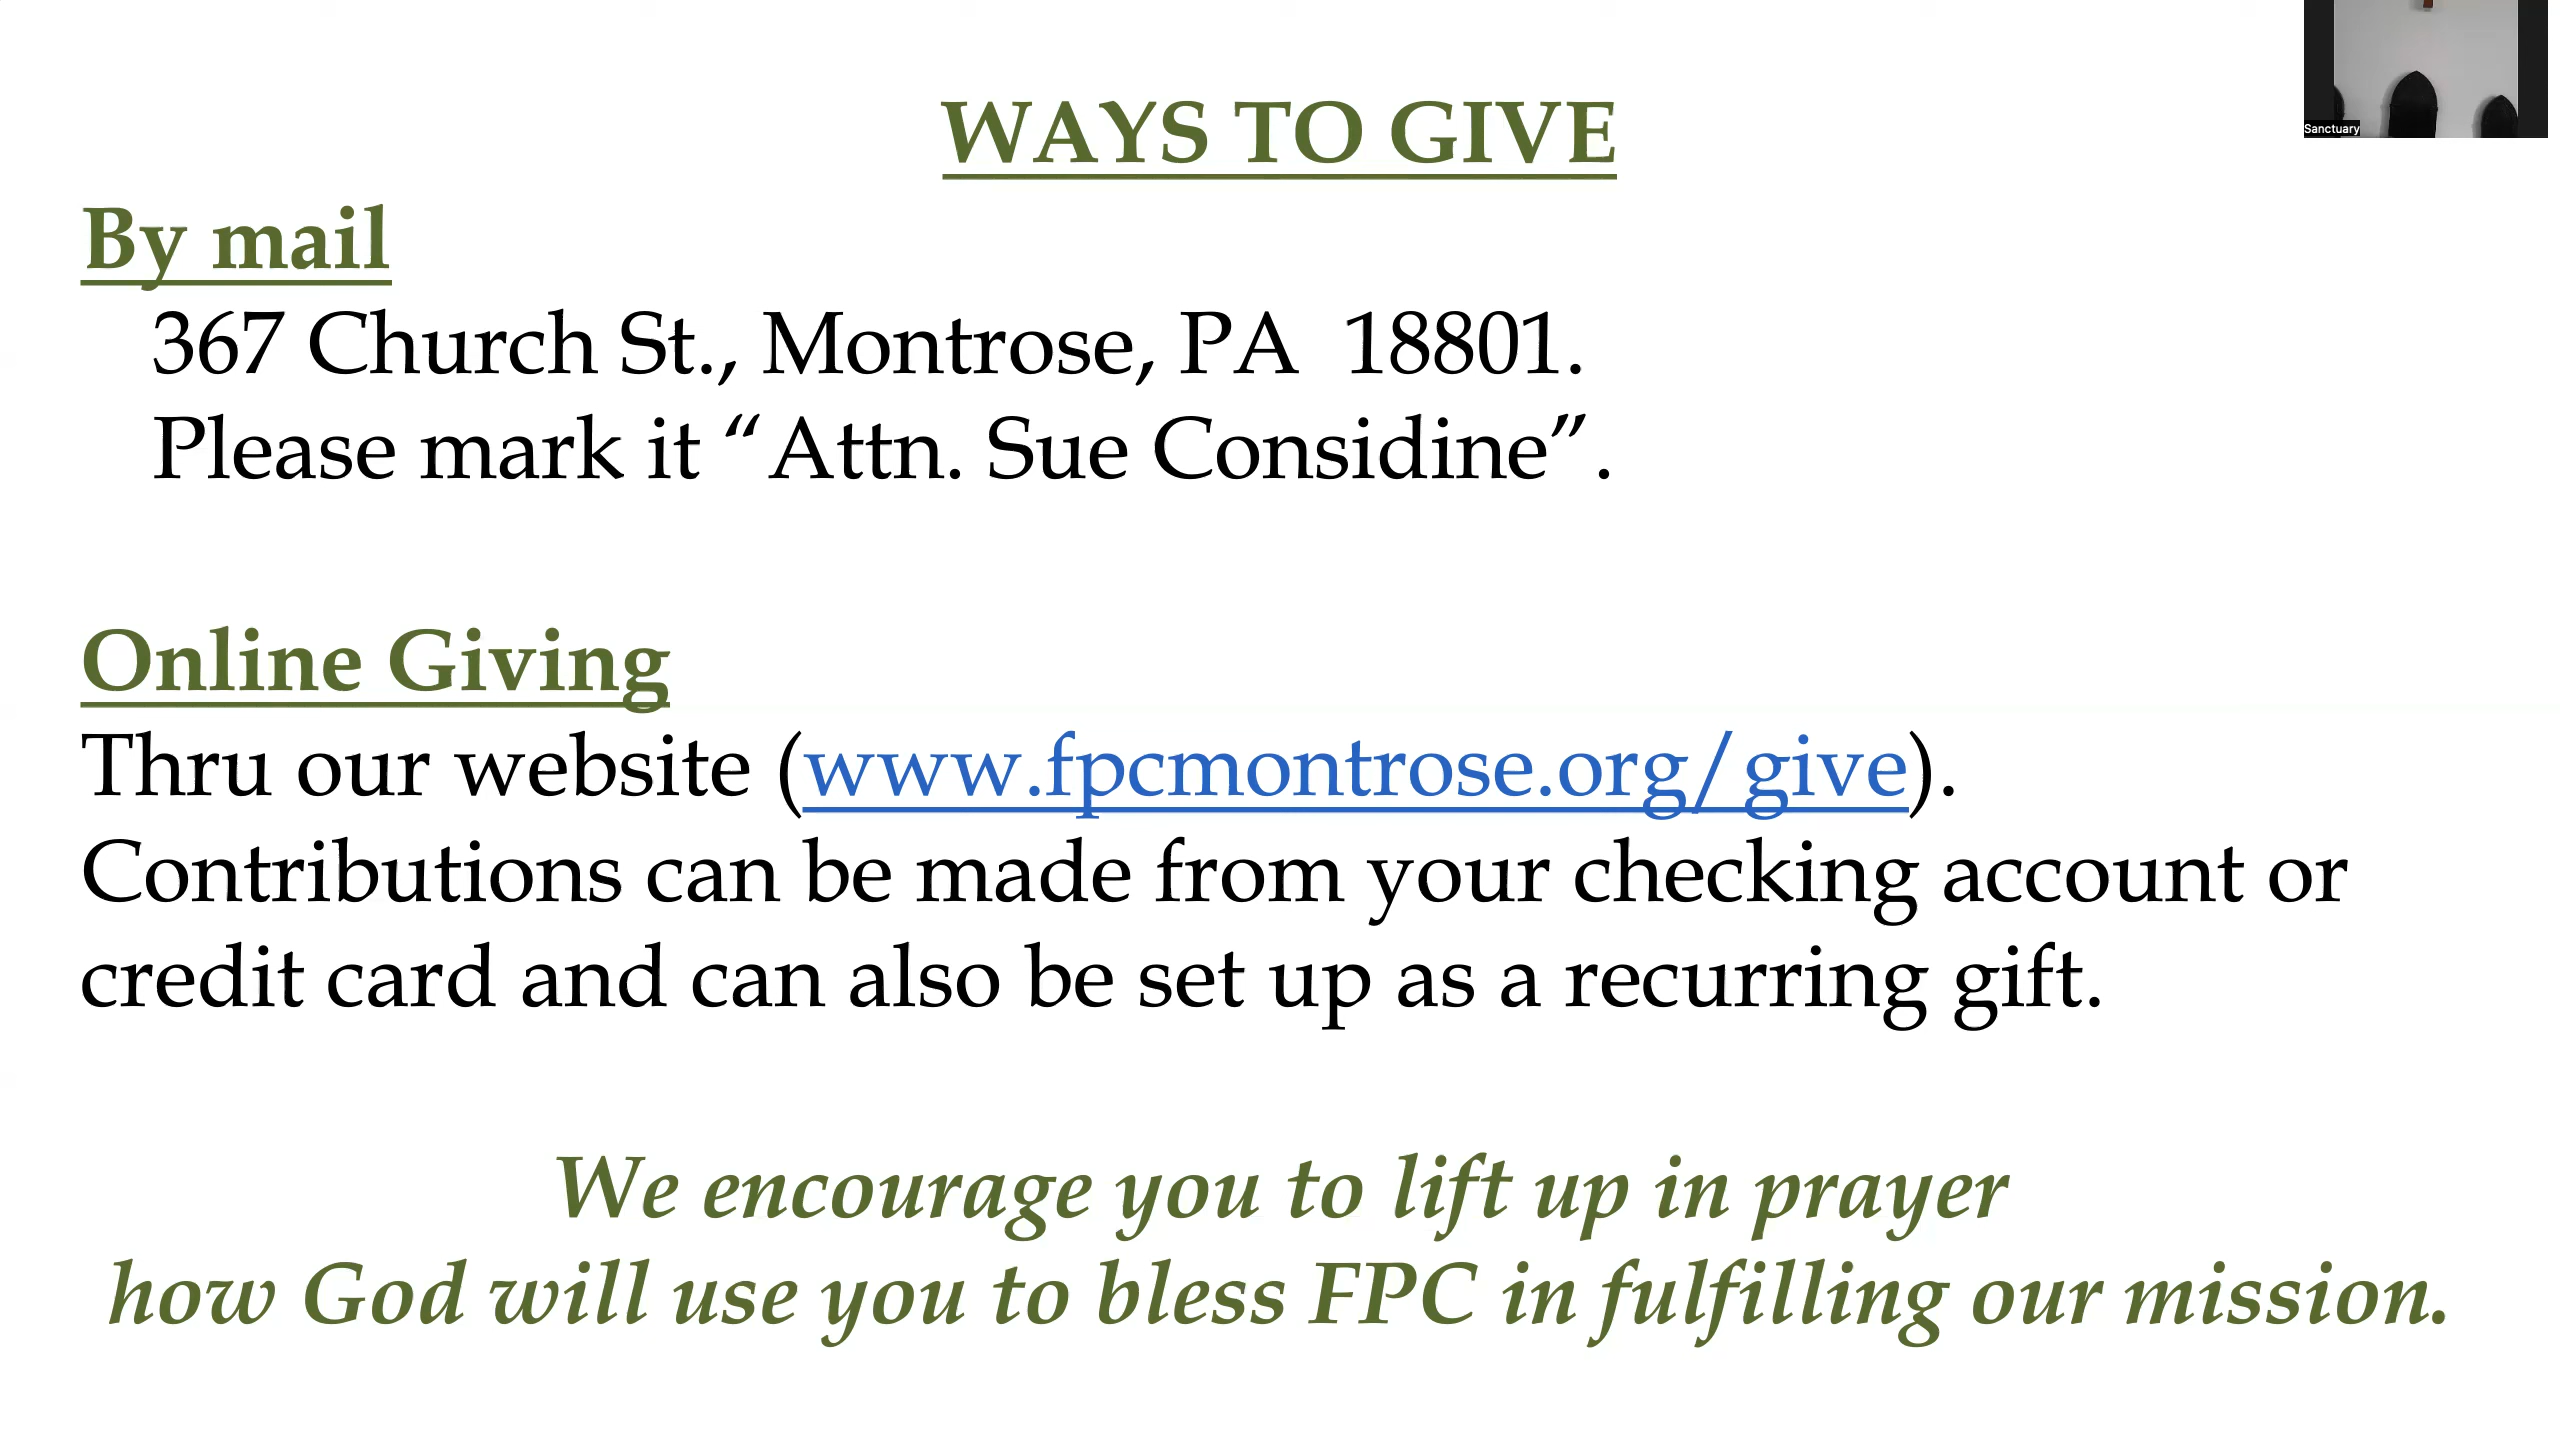 WAYS TO GIVE
Sanctuary
By mail
367 Church St., Montrose, PA  18801.
Please mark it “Attn. Sue Considine”.
Online Giving
Thru our website (www.fpcmontrose.org/give).
Contributions can be made from your checking account or
credit card and can also be set up as a recurring gift.
We encourage you to lift up in prayer
how God will use you to bless FPC in fulfilling our mission.